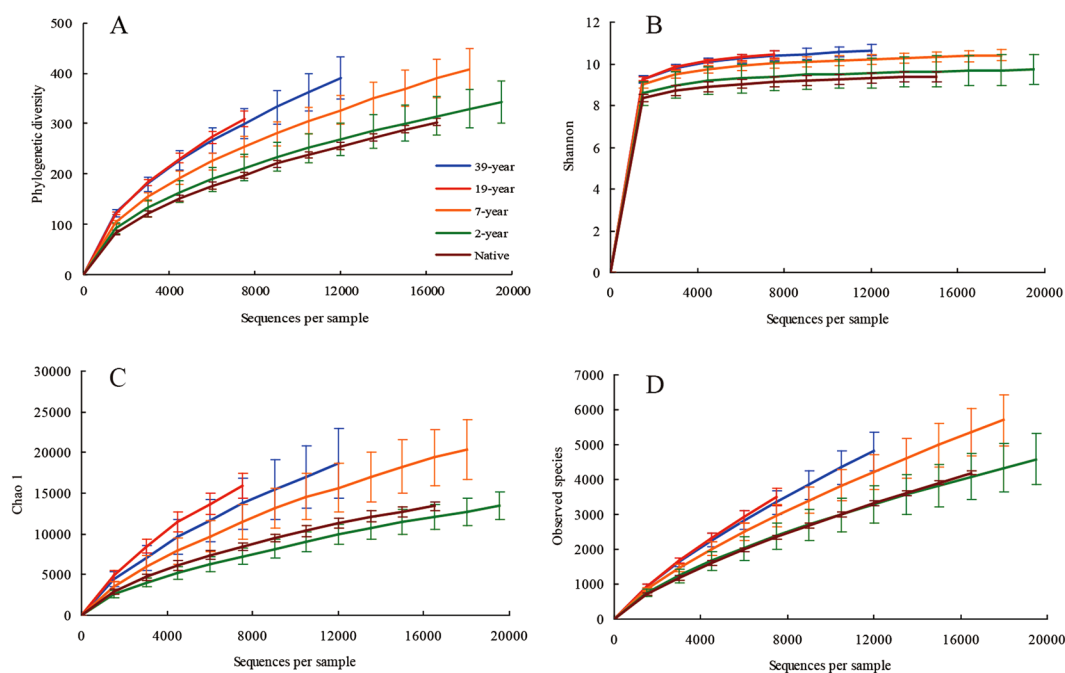 A
500
400
300
200
100
0
Phylogenetic diversity
39-year
19-year
7-year
2-year
Native
0 4000 8000 12000 16000 20000
Sequences per sample
B
12
10
8
6
4
2
0
Shannon
0 4000 8000 12000 16000 20000
Sequences per sample
C
30000
25000
20000
15000
10000
5000
0
Chao 1
0 4000 8000 12000 16000 20000
Sequences per sample
D
7000
6000
5000
4000
3000
2000
1000
0
Observed species
0 4000 8000 12000 16000 20000
Sequences per sample